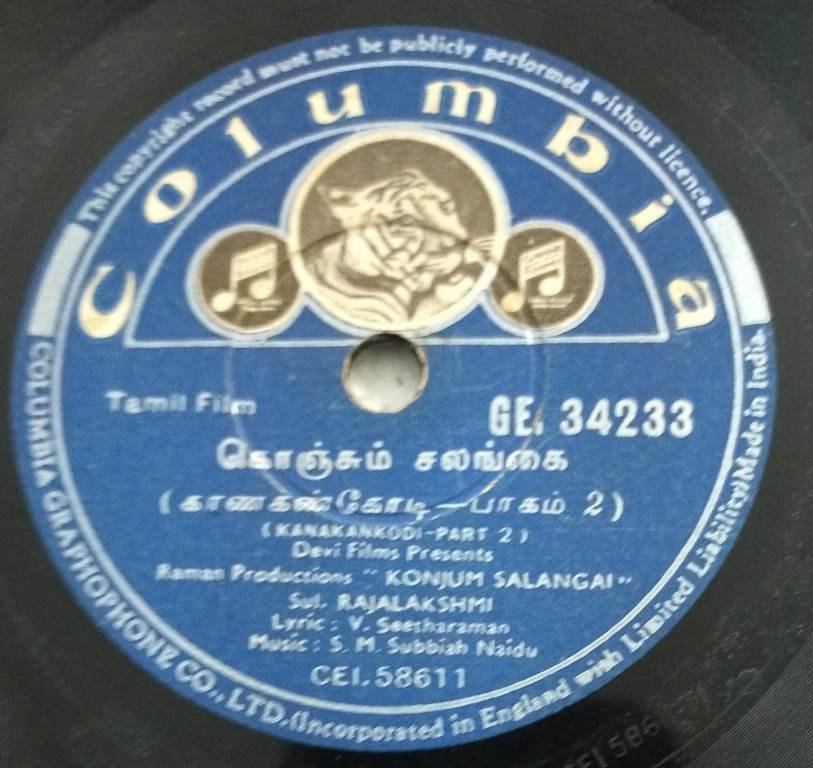 This copyright record must not be publicly performed without licence.
Columbia
Tamil Film
GE. 34233
கொஞ்சும் சலங்கை
(காணகண்கோடி—பாகம் 2)
(KANAKANKODI-PART 2)
Devi Films Presents
Raman Productions "KONJUM SALANGAI"
Sul. RAJALAKSHMI
Lyric : V. Seetharaman
Music : S. M. Subbiah Naidu
CEI. 58611
COLUMBIA GRAPHOPHONE CO., LTD. (Incorporated in England with Limited Liability) Made in India.